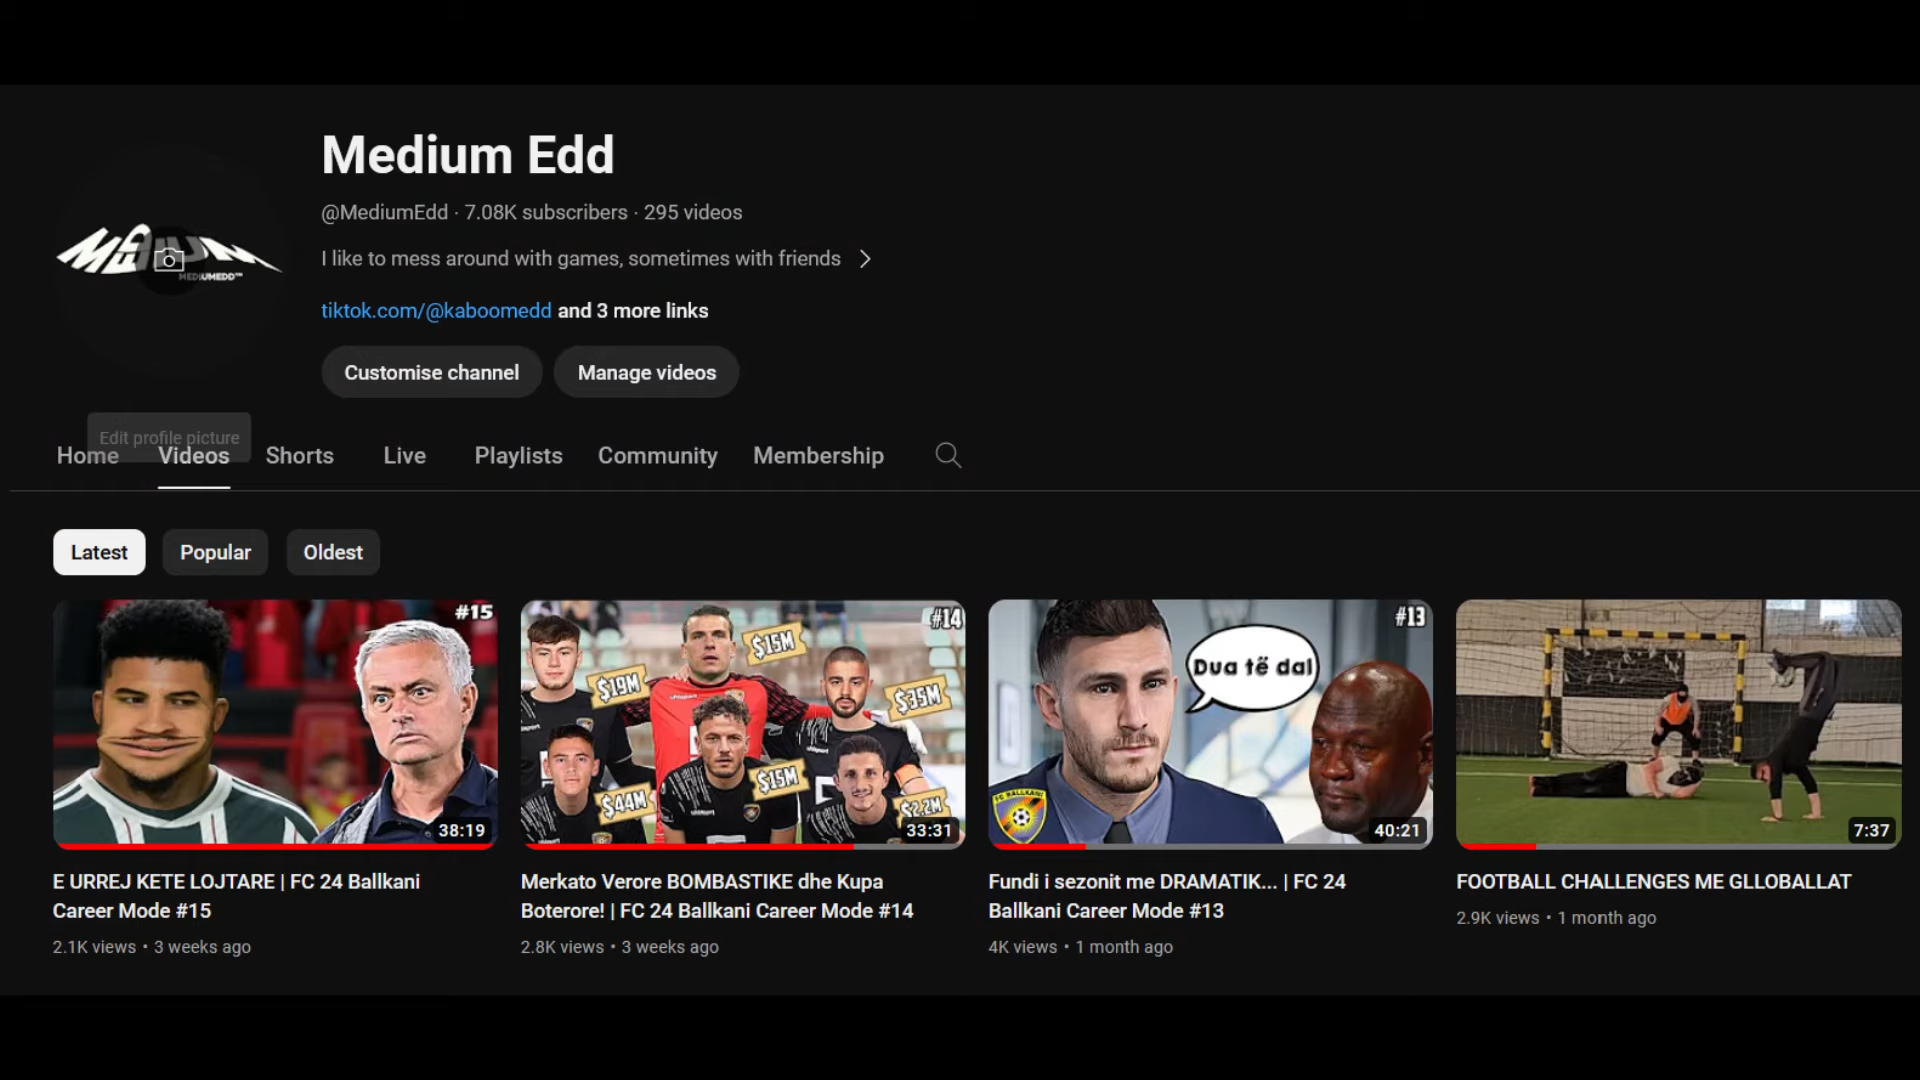 Medium Edd
@MediumEdd · 7.08K subscribers · 295 videos
I like to mess around with games, sometimes with friends
tiktok.com/@kaboomedd and 3 more links
Customise channel
Manage videos
MEDIUMEDD™
Edit profile picture
Home
Videos
Shorts
Live
Playlists
Community
Membership
Latest
Popular
Oldest
#15
38:19
#14
$15M
$19M
$35M
$15M
$44M
$2.2M
33:31
#13
Dua të dal
FC BALLKANI
40:21
7:37
E URREJ KETE LOJTARE | FC 24 Ballkani
Career Mode #15
2.1K views • 3 weeks ago
Merkato Verore BOMBASTIKE dhe Kupa
Boterore! | FC 24 Ballkani Career Mode #14
2.8K views • 3 weeks ago
Fundi i sezonit me DRAMATIK... | FC 24
Ballkani Career Mode #13
4K views • 1 month ago
FOOTBALL CHALLENGES ME GLLOBALLAT
2.9K views • 1 month ago